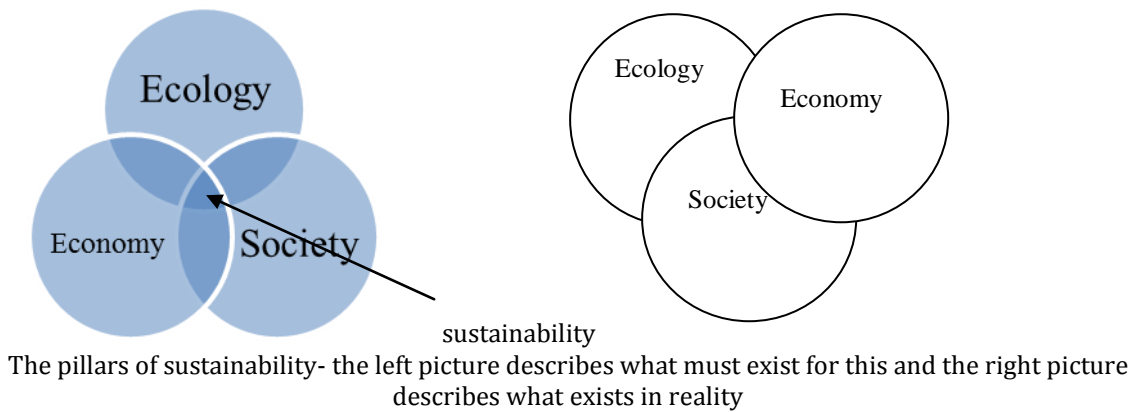 Ecology
Economy
Society
sustainability
Ecology
Economy
Society
The pillars of sustainability- the left picture describes what must exist for this and the right picture
describes what exists in reality